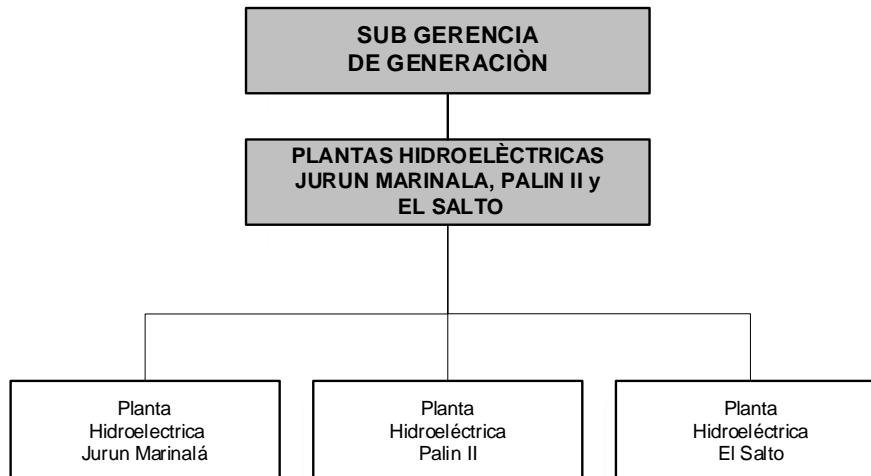 SUB GERENCIA
DE GENERACIÒN
PLANTAS HIDROELÈCTRICAS
JURUN MARINALA, PALIN II y
EL SALTO
Planta
Hidroelectrica
Jurun Marinalá
Planta
Hidroeléctrica
Palin II
Planta
Hidroeléctrica
El Salto